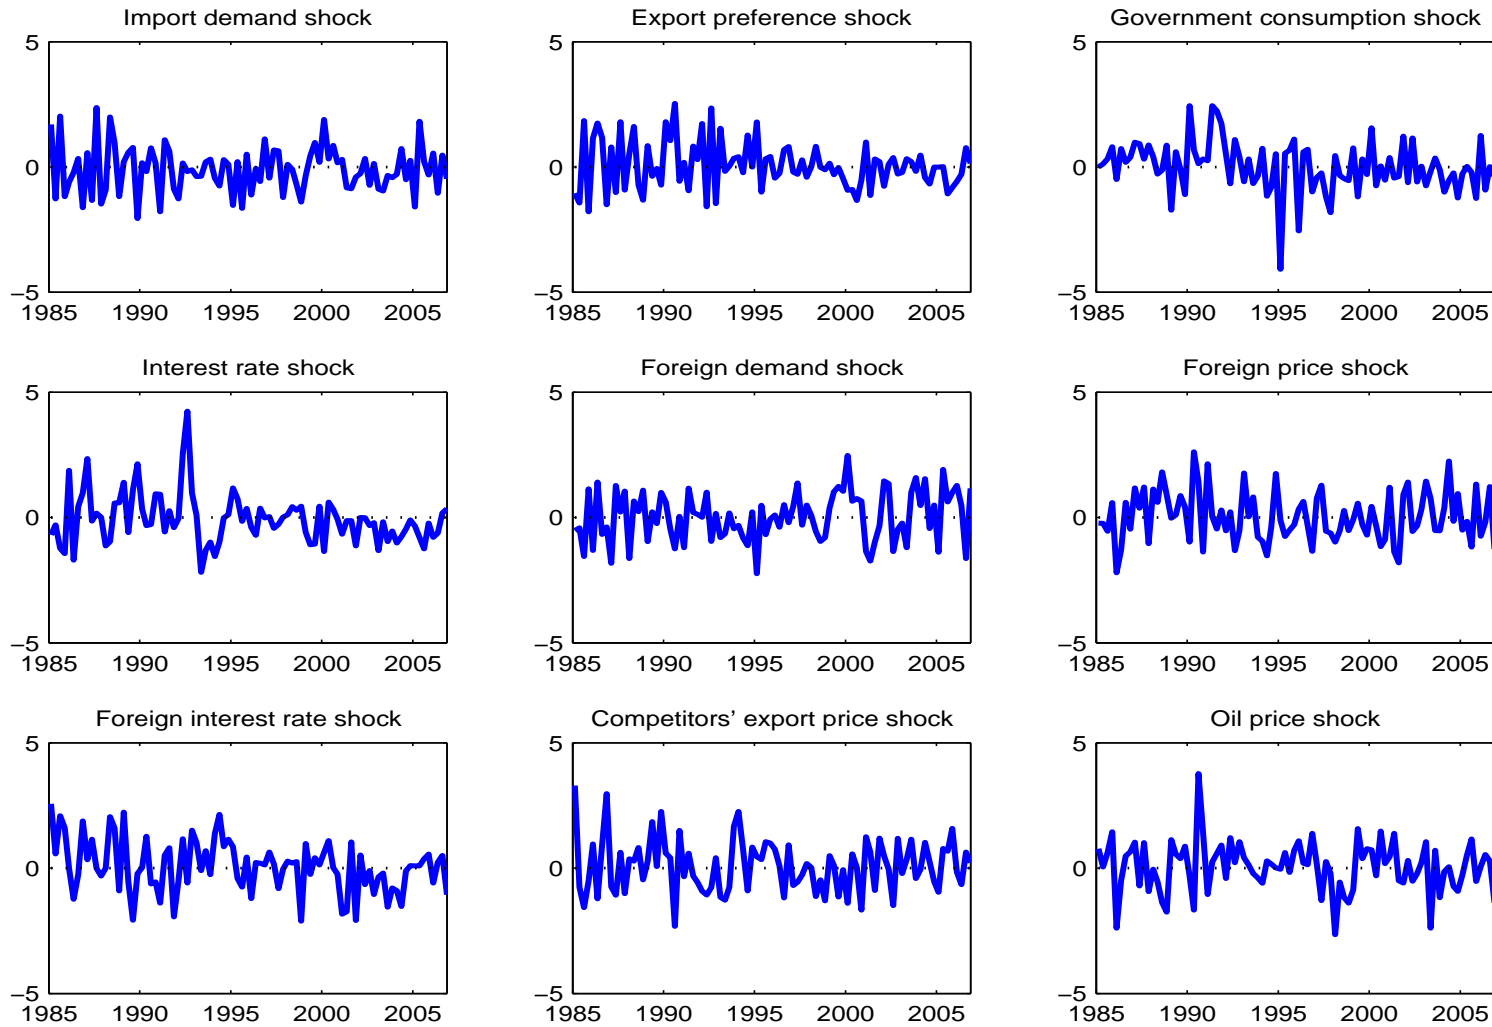 Import demand shock
Export preference shock
Government consumption shock
5
5
5
0
0
0
−5
−5
−5
1985 1990 1995 2000 2005
1985 1990 1995 2000 2005
1985 1990 1995 2000 2005
Interest rate shock
Foreign demand shock
Foreign price shock
5
5
5
0
0
0
−5
−5
−5
1985 1990 1995 2000 2005
1985 1990 1995 2000 2005
1985 1990 1995 2000 2005
Foreign interest rate shock
Competitors’ export price shock
Oil price shock
5
5
5
0
0
0
−5
−5
−5
1985 1990 1995 2000 2005
1985 1990 1995 2000 2005
1985 1990 1995 2000 2005